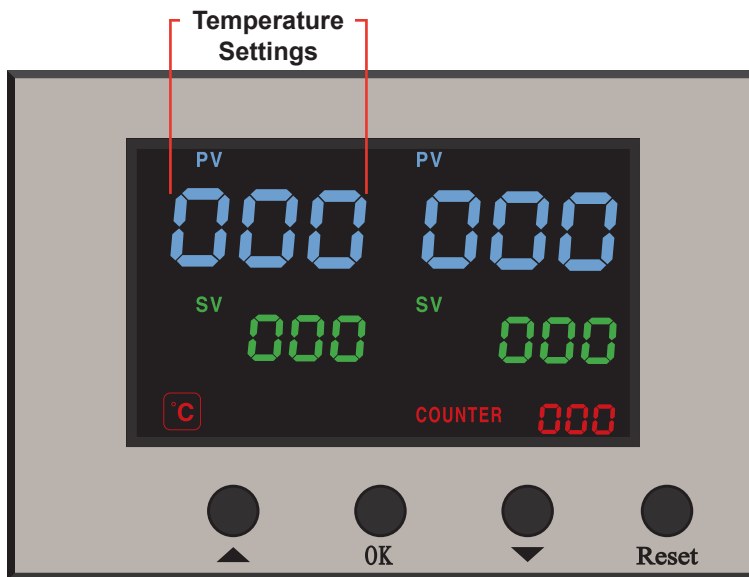 Temperature
Settings
PV PV
000 000
SV SV
000 000
°C COUNTER 000
OK Reset